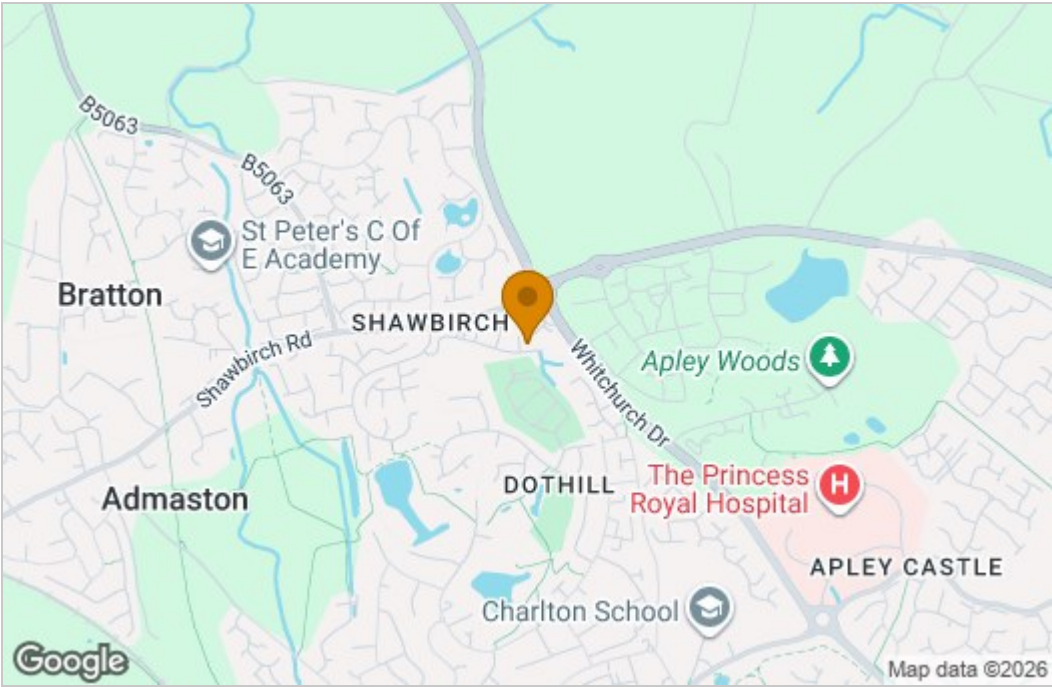 B5063
B5063
St Peter's C Of
E Academy
Bratton
SHAWBIRCH
Shawbirch Rd
Whitchurch Dr
Apley Woods
Admaston
DOTHILL
The Princess
Royal Hospital
H
APLEY CASTLE
Charlton School
Google
Map data ©2026